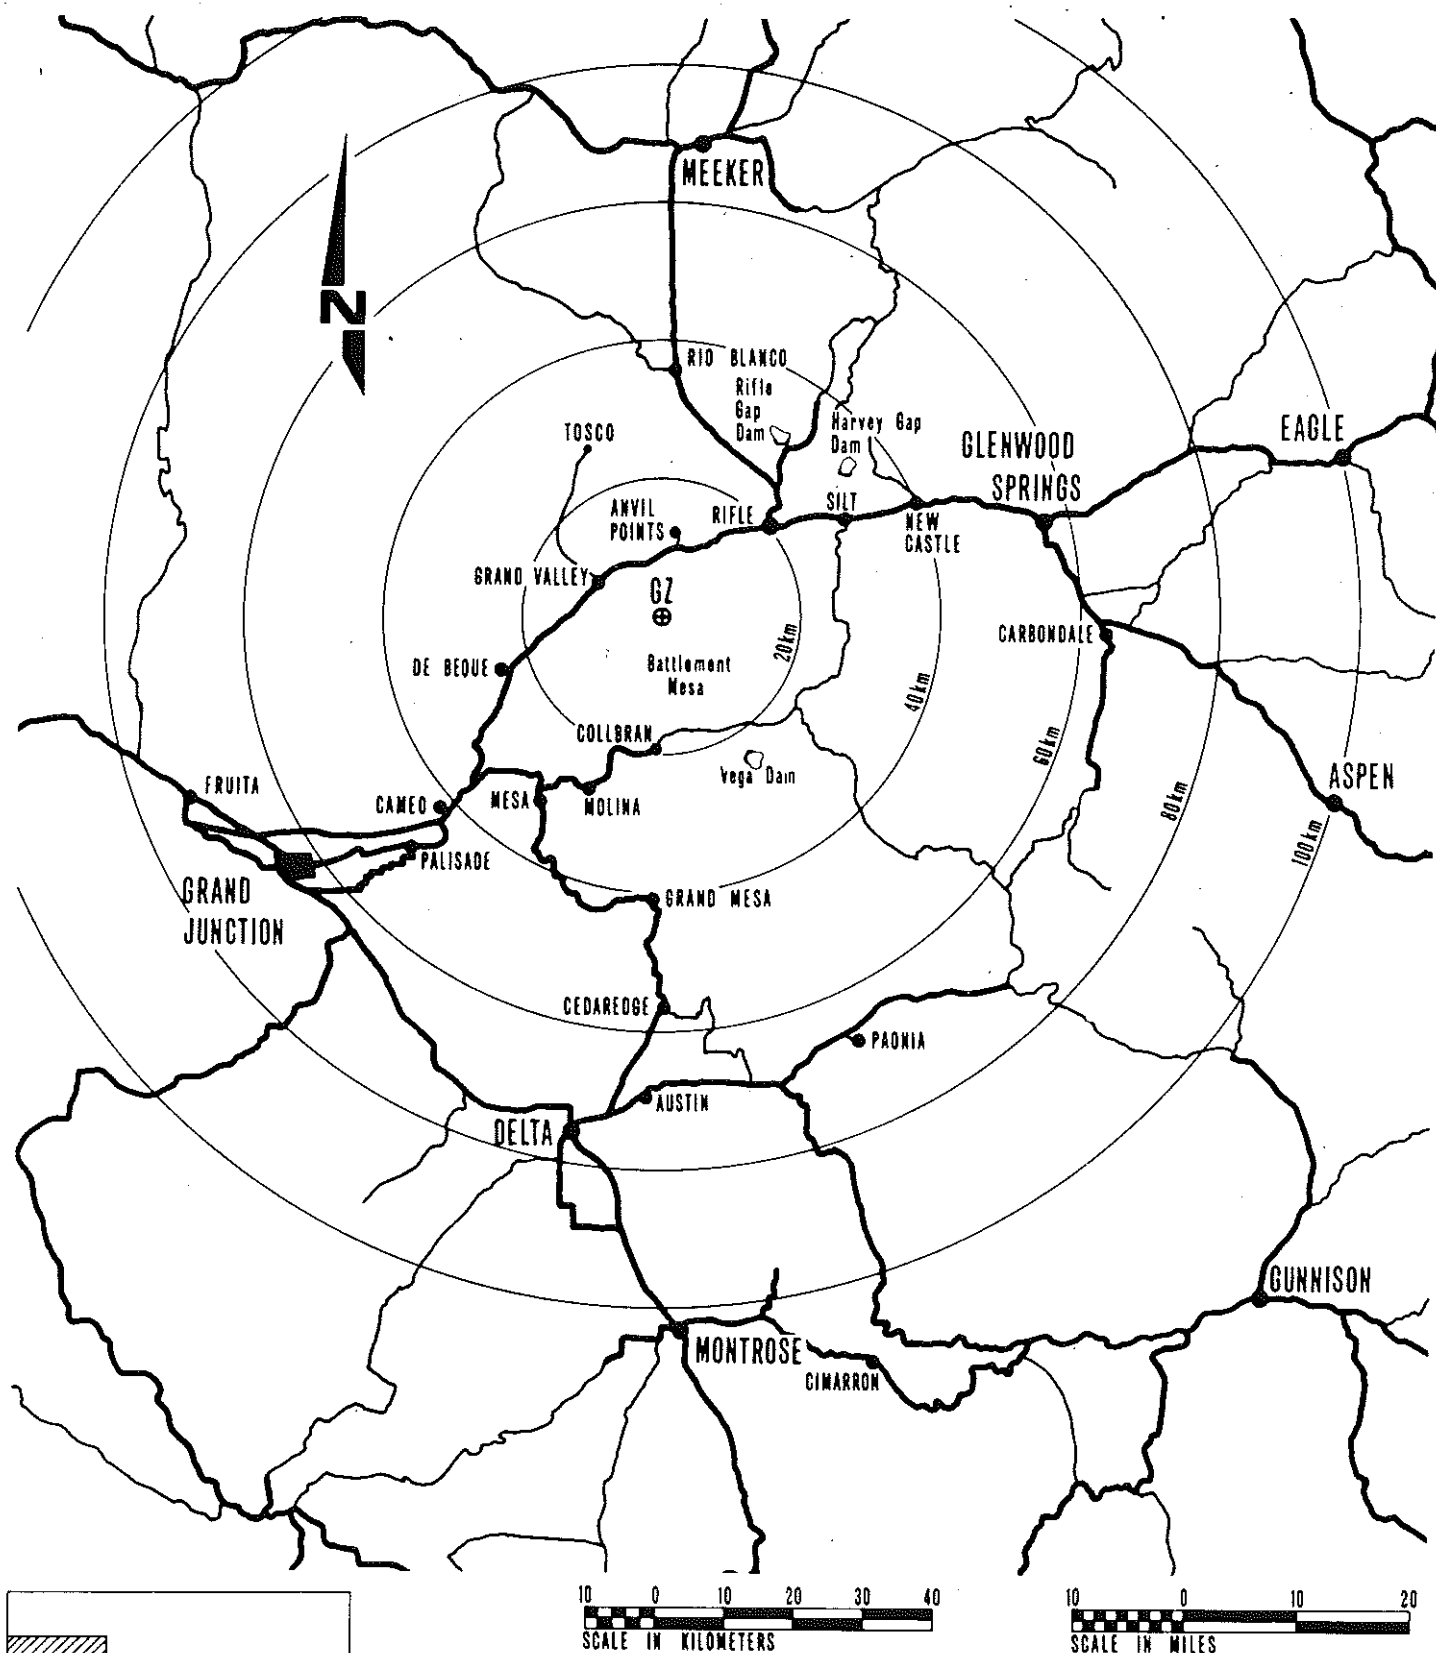 MEEKER
N
RIO BLANCO
Rifle
Gap
Dam
Harvey Gap
Dam
TOSCO
GLENWOOD
SPRINGS
EAGLE
ANVIL
POINTS
RIFLE
SILT
NEW
CASTLE
GRAND VALLEY
GZ
CARBONDALE
20km
DE BEQUE
Battlement
Mesa
40km
COLLBRAN
60km
Vega Dam
80km
ASPEN
FRUITA
CAMEO
MESA
MOLINA
100km
PALISADE
GRAND
JUNCTION
GRAND MESA
CEDAREDGE
PAONIA
AUSTIN
DELTA
GUNNISON
MONTROSE
CIMARRON
10 0 10 20 30 40
SCALE IN KILOMETERS
10 0 10 20
SCALE IN MILES